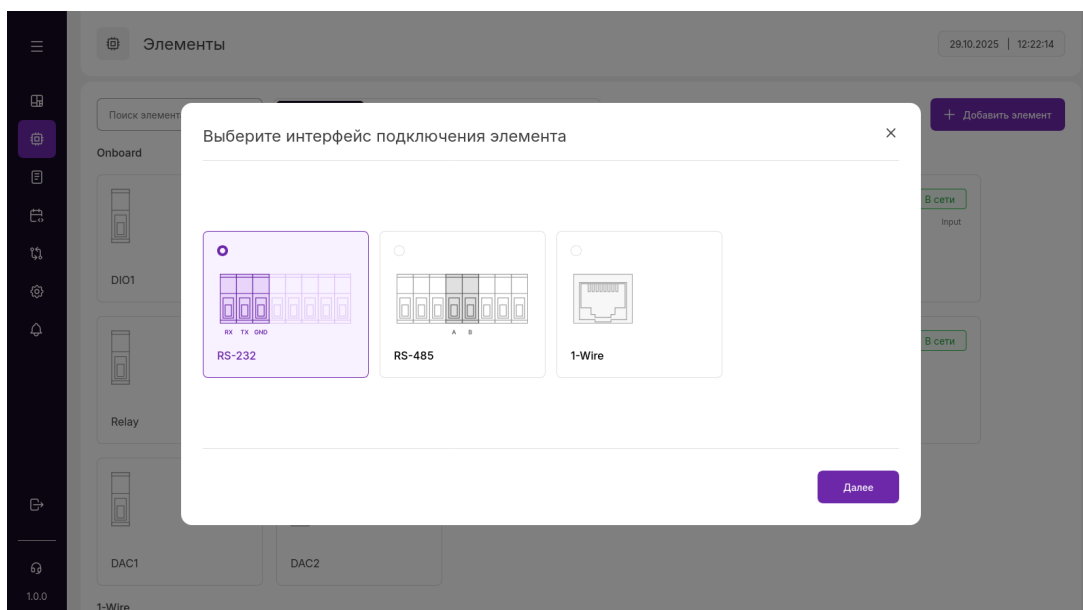 Элементы
29.10.2025 | 12:22:14
Поиск элемент
Добавить элемент
Выберите интерфейс подключения элемента
Onboard
В сети
Input
DIO1
RX TX GND
A B
RS-232
RS-485
1-Wire
В сети
Relay
Далее
DAC1
DAC2
1.0.0
1-Wire